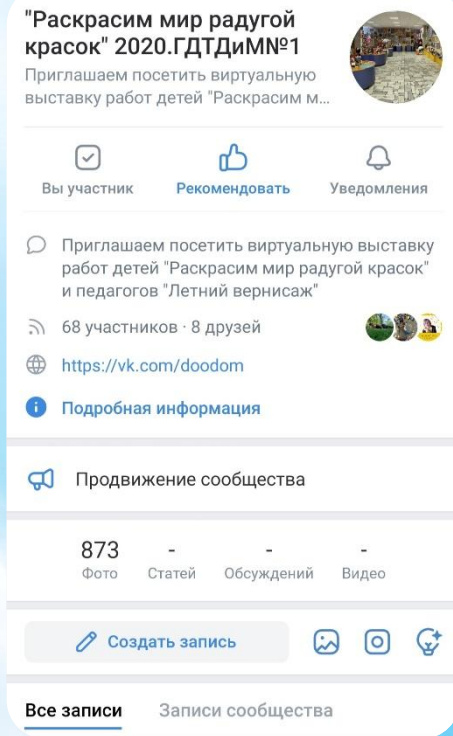 "Раскрасим мир радугой
красок" 2020.ГДТДиМ№1
Приглашаем посетить виртуальную
выставку работ детей "Раскрасим м...
Вы участник
Рекомендовать
Уведомления
Приглашаем посетить виртуальную выставку
работ детей "Раскрасим мир радугой красок"
и педагогов "Летний вернисаж"
68 участников · 8 друзей
https://vk.com/doodom
Подробная информация
Продвижение сообщества
873 - - -
Фото Статей Обсуждений Видео
Создать запись
Все записи Записи сообщества